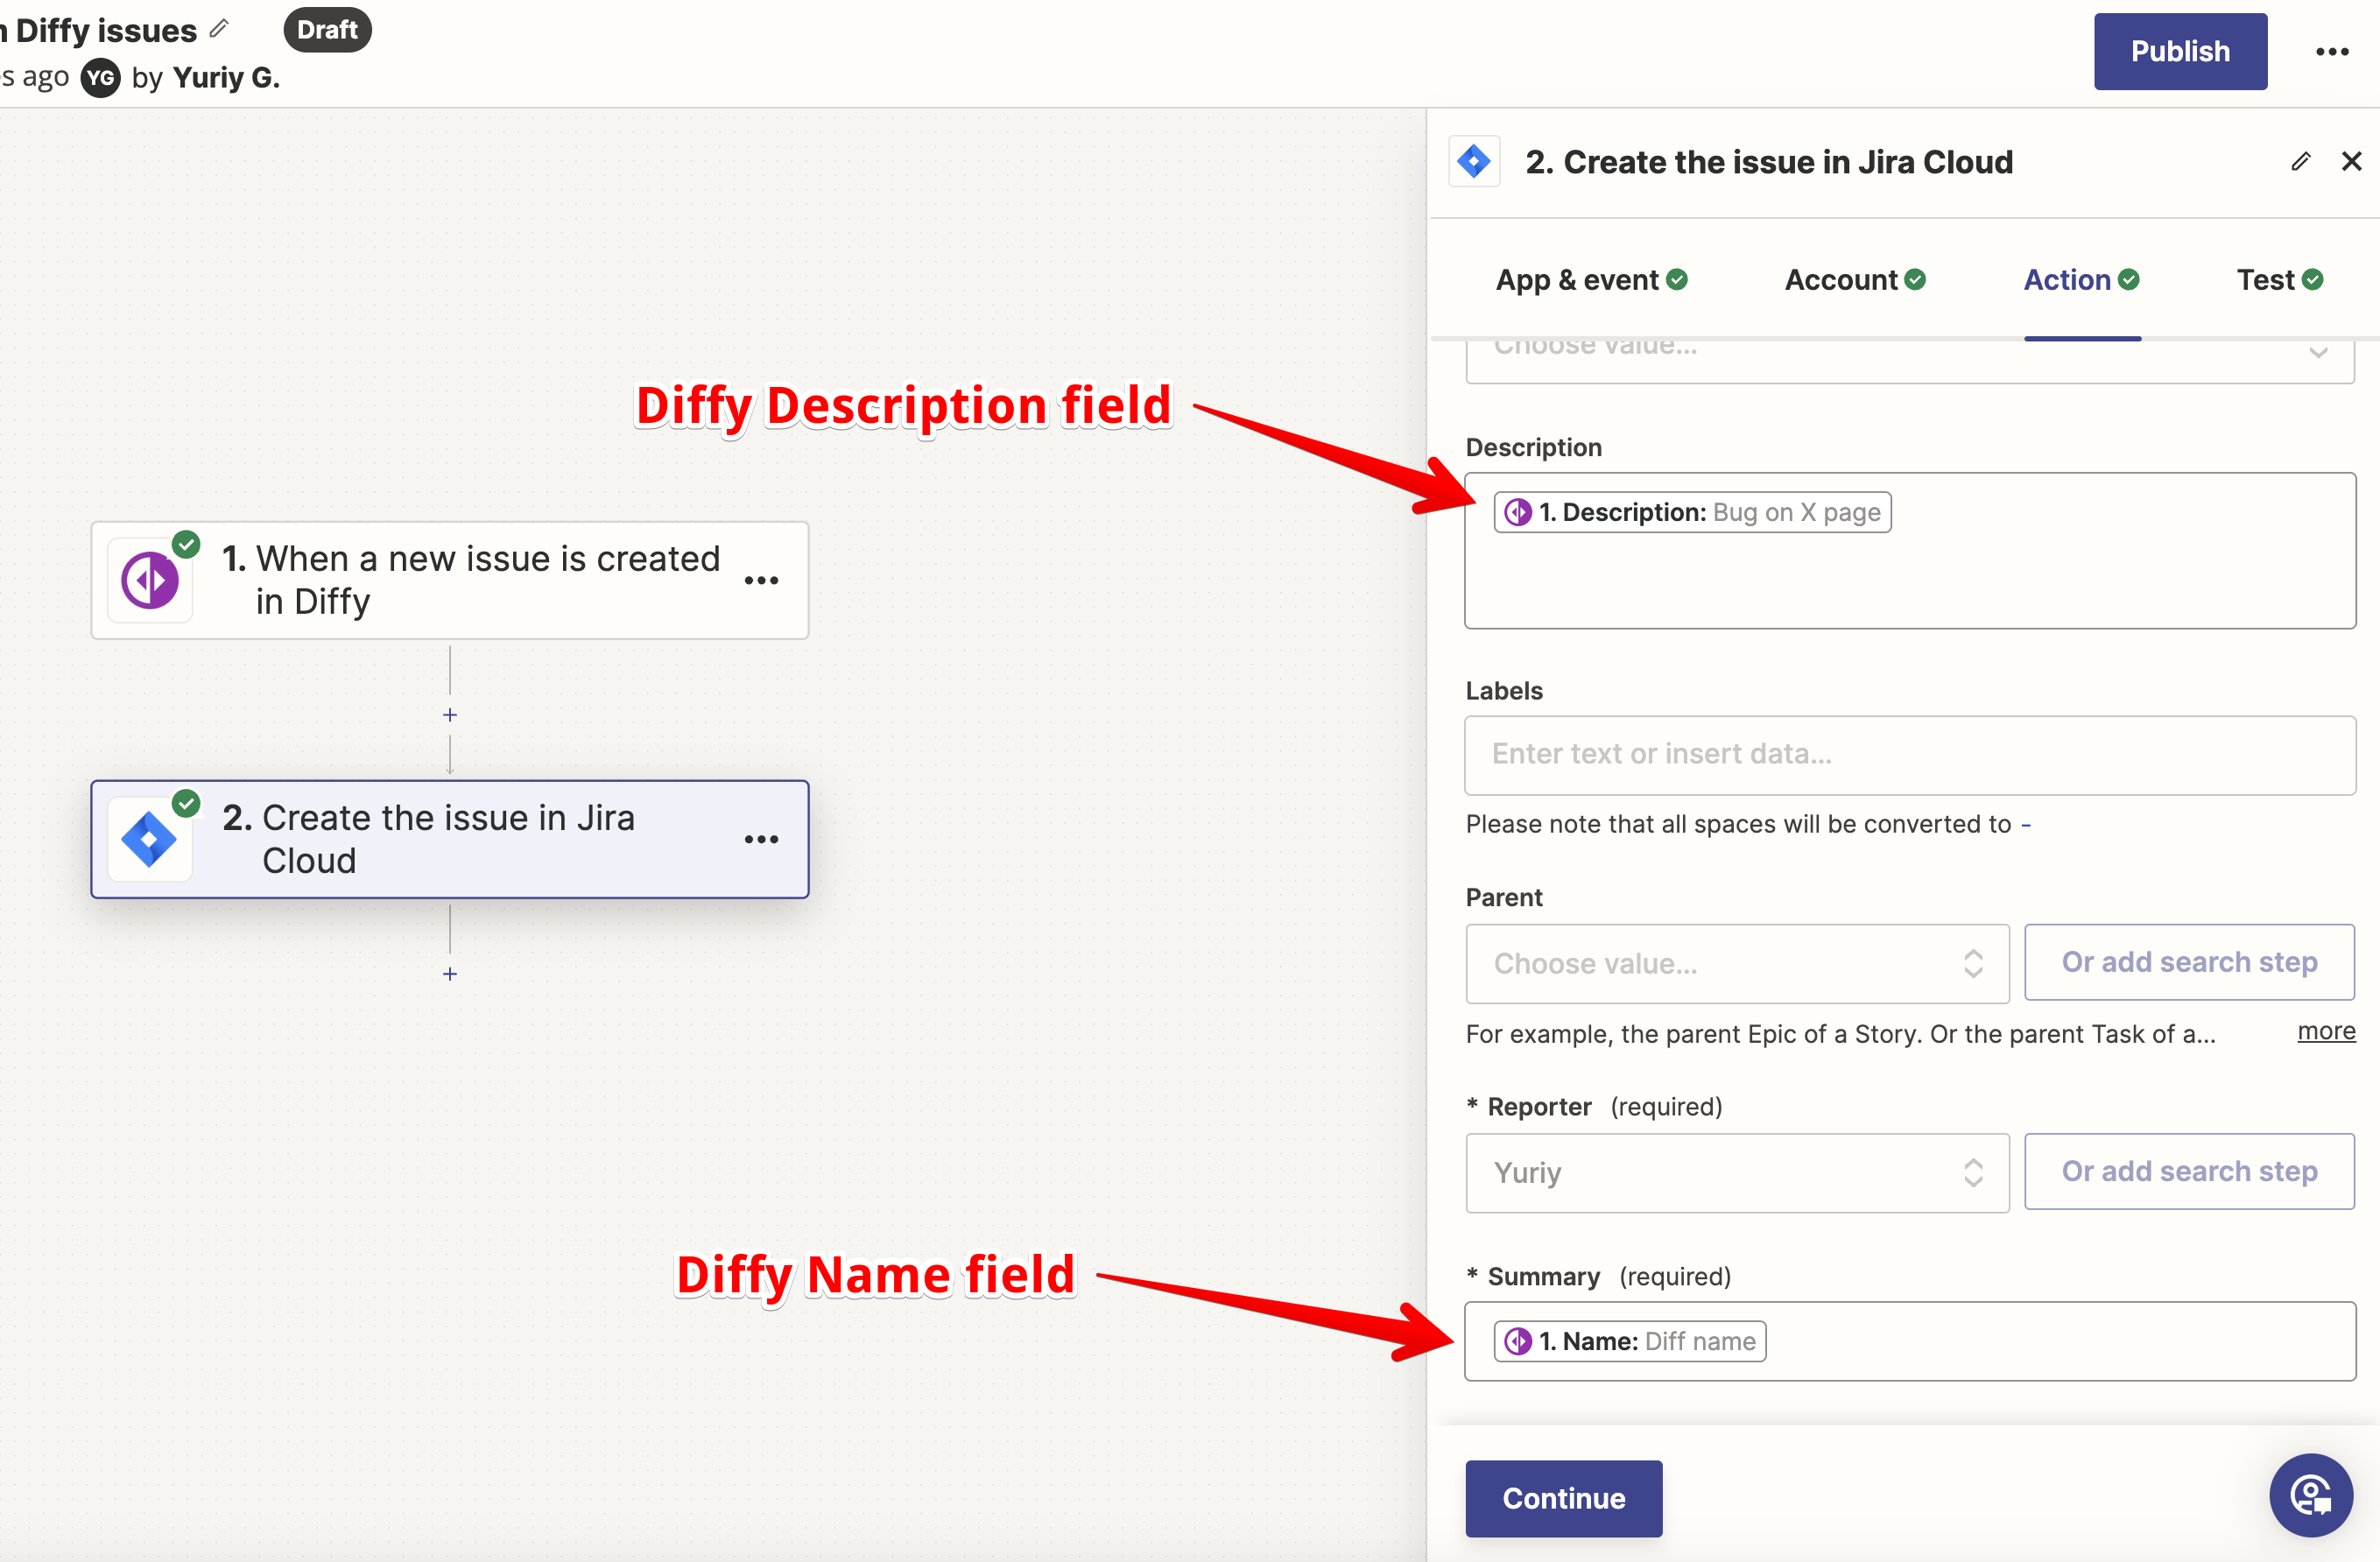 n Diffy issues
Draft
s ago YG by Yuriy G.
Publish
2. Create the issue in Jira Cloud
App & event
Account
Action
Test
Choose value...
Diffy Description field
Description
1. Description: Bug on X page
1. When a new issue is created
in Diffy
Labels
Enter text or insert data...
Please note that all spaces will be converted to -
2. Create the issue in Jira
Cloud
Parent
Choose value...
Or add search step
For example, the parent Epic of a Story. Or the parent Task of a...
more
* Reporter (required)
Yuriy
Or add search step
Diffy Name field
* Summary (required)
1. Name: Diff name
Continue